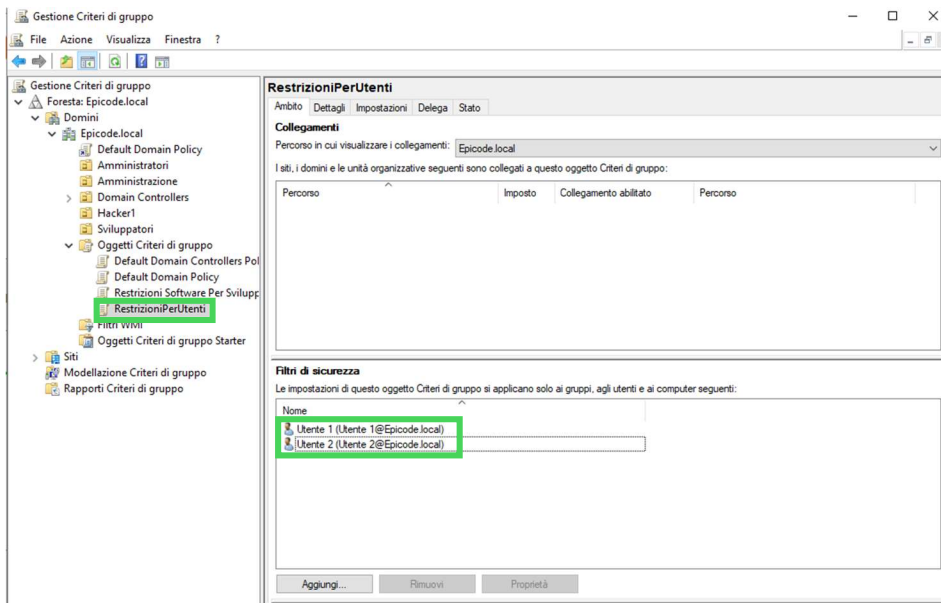 Gestione Criteri di gruppo
File Azione Visualizza Finestra ?
Gestione Criteri di gruppo
Foresta: Epicode.local
Domini
Epicode.local
Default Domain Policy
Amministratori
Amministrazione
Domain Controllers
Hacker1
Sviluppatori
Oggetti Criteri di gruppo
Default Domain Controllers Pol
Default Domain Policy
Restrizioni Software Per Svilupp
RestrizioniPerUtenti
Filtri WMI
Oggetti Criteri di gruppo Starter
Siti
Modellazione Criteri di gruppo
Rapporti Criteri di gruppo
RestrizioniPerUtenti
Ambito Dettagli Impostazioni Delega Stato
Collegamenti
Percorso in cui visualizzare i collegamenti: Epicode.local
I siti, i domini e le unità organizzative seguenti sono collegati a questo oggetto Criteri di gruppo:
Percorso Imposto Collegamento abilitato Percorso
Filtri di sicurezza
Le impostazioni di questo oggetto Criteri di gruppo si applicano solo ai gruppi, agli utenti e ai computer seguenti:
Nome
Utente 1 (Utente 1@Epicode.local)
Utente 2 (Utente 2@Epicode.local)
Aggiungi... Rimuovi Proprietà